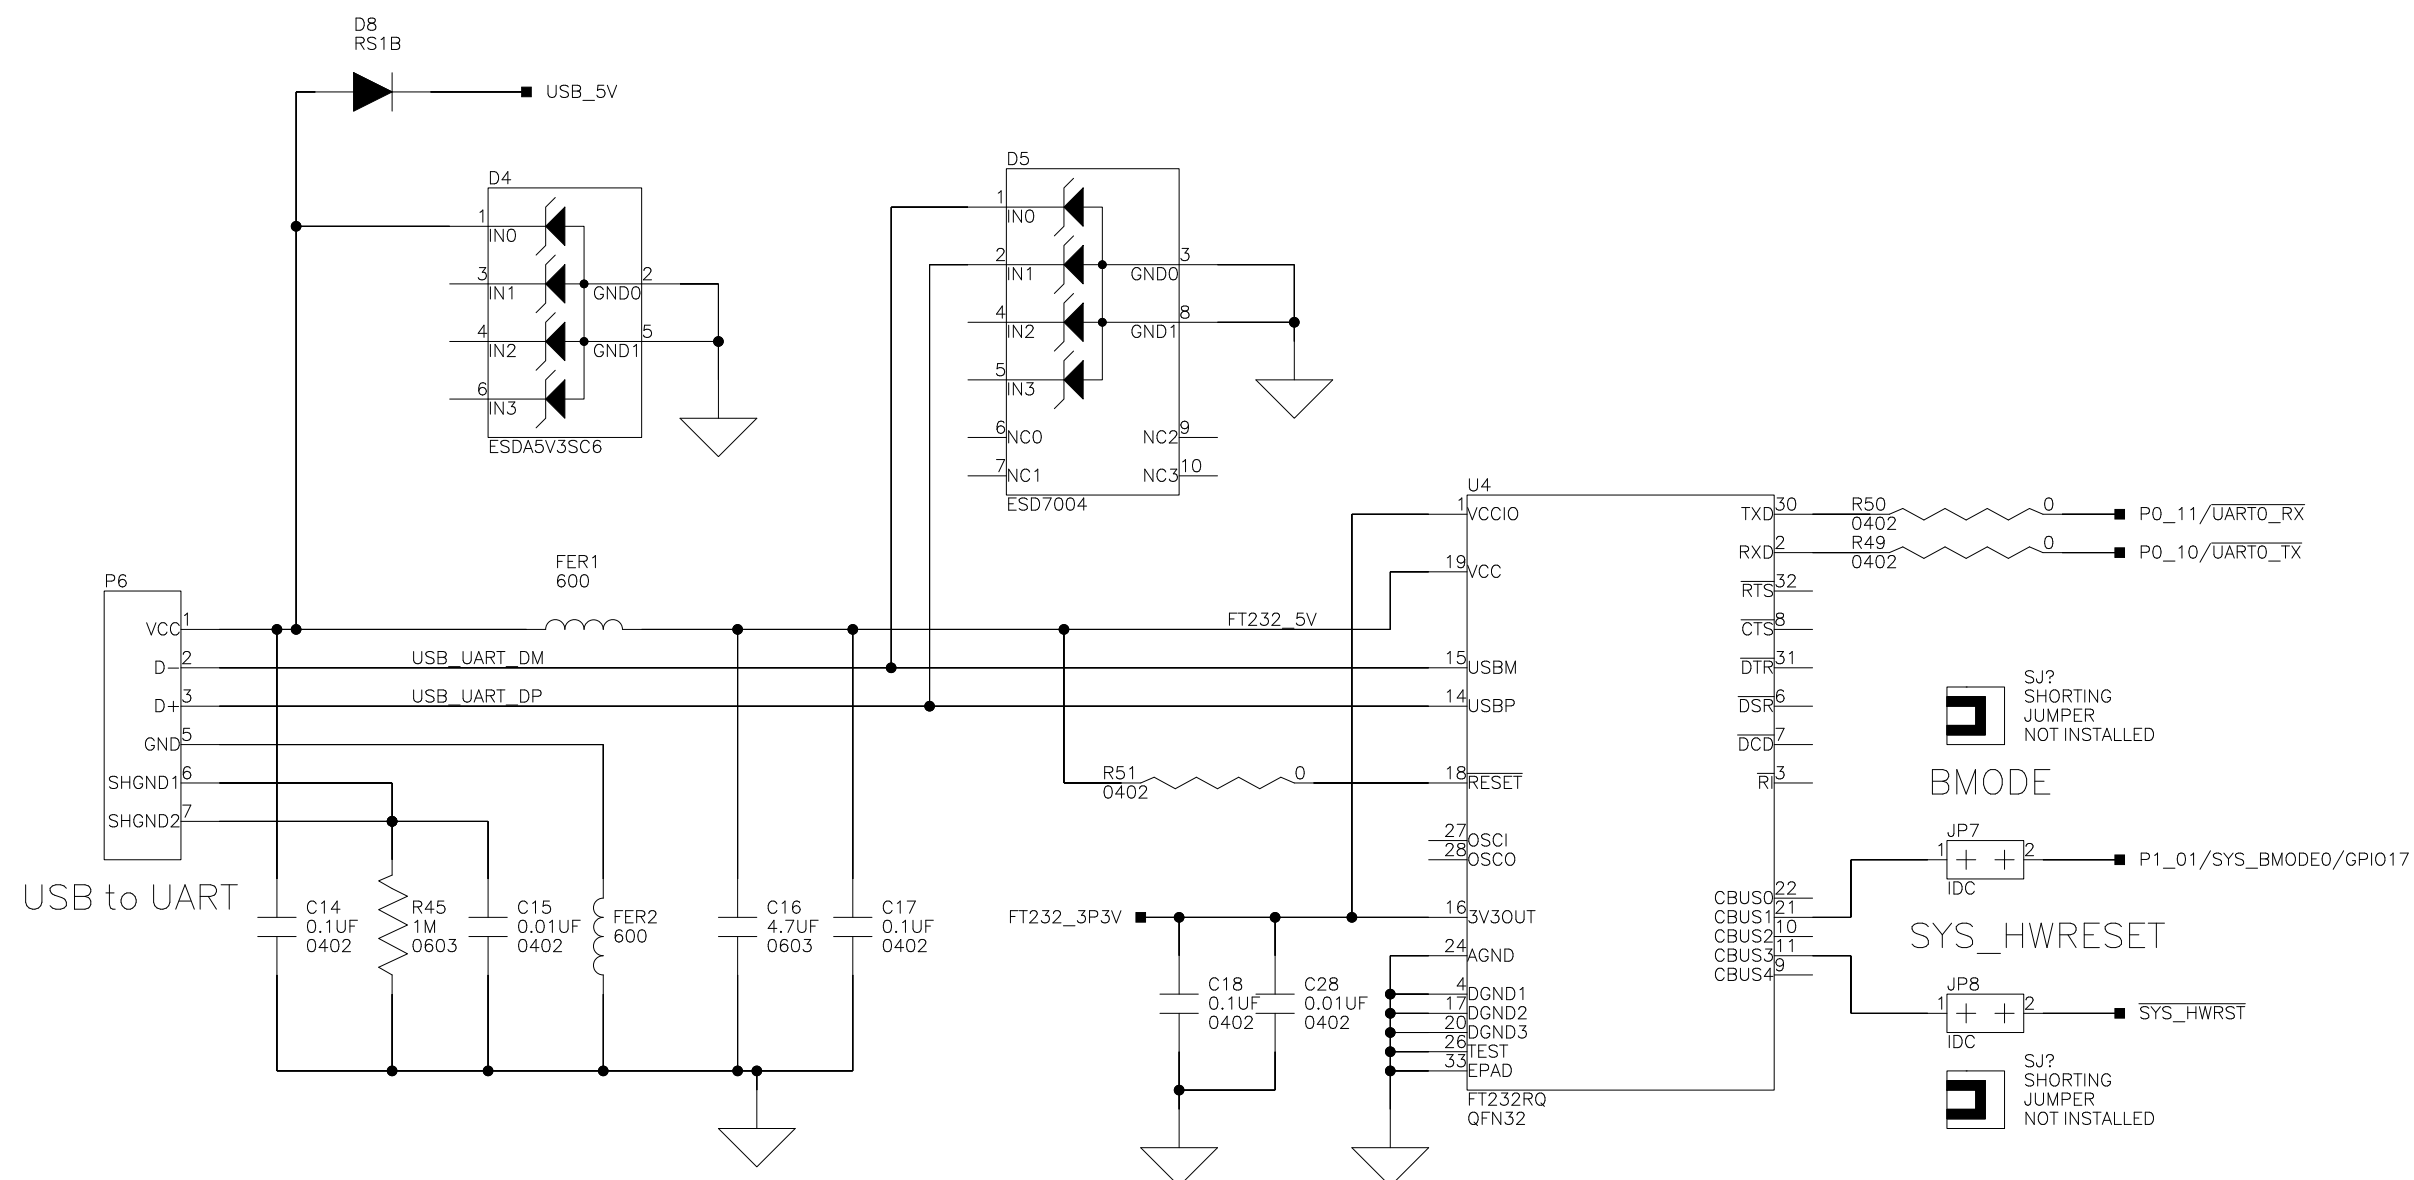 D8
RS1B
USB_5V
D4
1
IN0
3
IN1
4
IN2
6
IN3
2
GND0
5
GND1
ESDA5V3SC6
D5
1
IN0
2
IN1
4
IN2
5
IN3
6
NC0
7
NC1
3
GND0
8
GND1
9
NC2
10
NC3
ESD7004
P6
VCC 1
D- 2
D+ 3
GND 5
SHGND1 6
SHGND2 7
USB to UART
FER1
600
USB_UART_DM
USB_UART_DP
FT232_5V
C14
0.1UF
0402
R45
1M
0603
C15
0.01UF
0402
FER2
600
C16
4.7UF
0603
C17
0.1UF
0402
R51 0
0402
FT232_3P3V
C18
0.1UF
0402
C28
0.01UF
0402
U4
1 VCCIO
19 VCC
15 USBM
14 USBP
18 RESET
27 OSCI
28 OSCO
16 3V3OUT
24 AGND
4 DGND1
17 DGND2
20 DGND3
26 TEST
33 EPAD
TXD 30
RXD 2
RTS 32
CTS 8
DTR 31
DSR 6
DCD 7
RI 3
CBUS0 22
CBUS1 21
CBUS2 10
CBUS3 11
CBUS4 9
FT232RQ
QFN32
R50 0
0402
P0_11/UART0_RX
R49 0
0402
P0_10/UART0_TX
SJ?
SHORTING
JUMPER
NOT INSTALLED
BMODE
JP7
1 2
IDC
P1_01/SYS_BMODE0/GPIO17
SYS_HWRESET
JP8
1 2
IDC
SYS_HWRST
SJ?
SHORTING
JUMPER
NOT INSTALLED